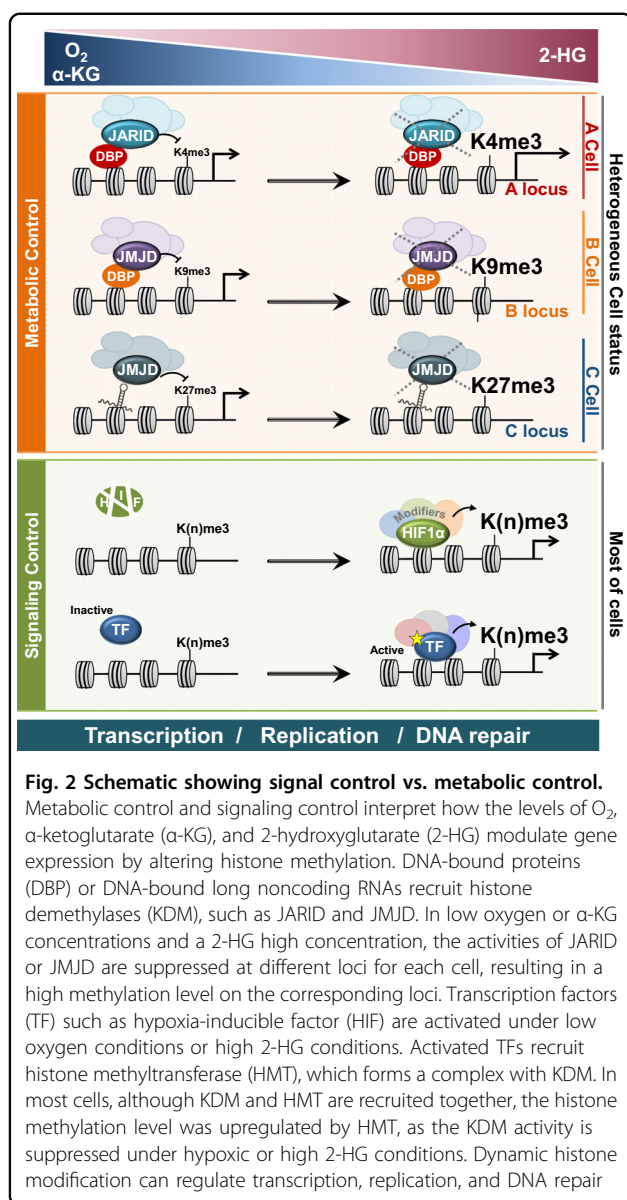 O2
α-KG
2-HG
Metabolic Control
JARID
DBP
K4me3
JARID
DBP
K4me3
A locus
A Cell
JMJD
DBP
K9me3
JMJD
DBP
K9me3
B locus
B Cell
JMJD
K27me3
JMJD
K27me3
C locus
C Cell
Heterogeneous Cell status
Signaling Control
HIF
K(n)me3
Modifiers
HIF1α
K(n)me3
Inactive
TF
K(n)me3
Active
TF
K(n)me3
Most of cells
Transcription / Replication / DNA repair
Fig. 2 Schematic showing signal control vs. metabolic control.
Metabolic control and signaling control interpret how the levels of O2,
α-ketoglutarate (α-KG), and 2-hydroxyglutarate (2-HG) modulate gene
expression by altering histone methylation. DNA-bound proteins
(DBP) or DNA-bound long noncoding RNAs recruit histone
demethylases (KDM), such as JARID and JMJD. In low oxygen or α-KG
concentrations and a 2-HG high concentration, the activities of JARID
or JMJD are suppressed at different loci for each cell, resulting in a
high methylation level on the corresponding loci. Transcription factors
(TF) such as hypoxia-inducible factor (HIF) are activated under low
oxygen conditions or high 2-HG conditions. Activated TFs recruit
histone methyltransferase (HMT), which forms a complex with KDM. In
most cells, although KDM and HMT are recruited together, the histone
methylation level was upregulated by HMT, as the KDM activity is
suppressed under hypoxic or high 2-HG conditions. Dynamic histone
modification can regulate transcription, replication, and DNA repair